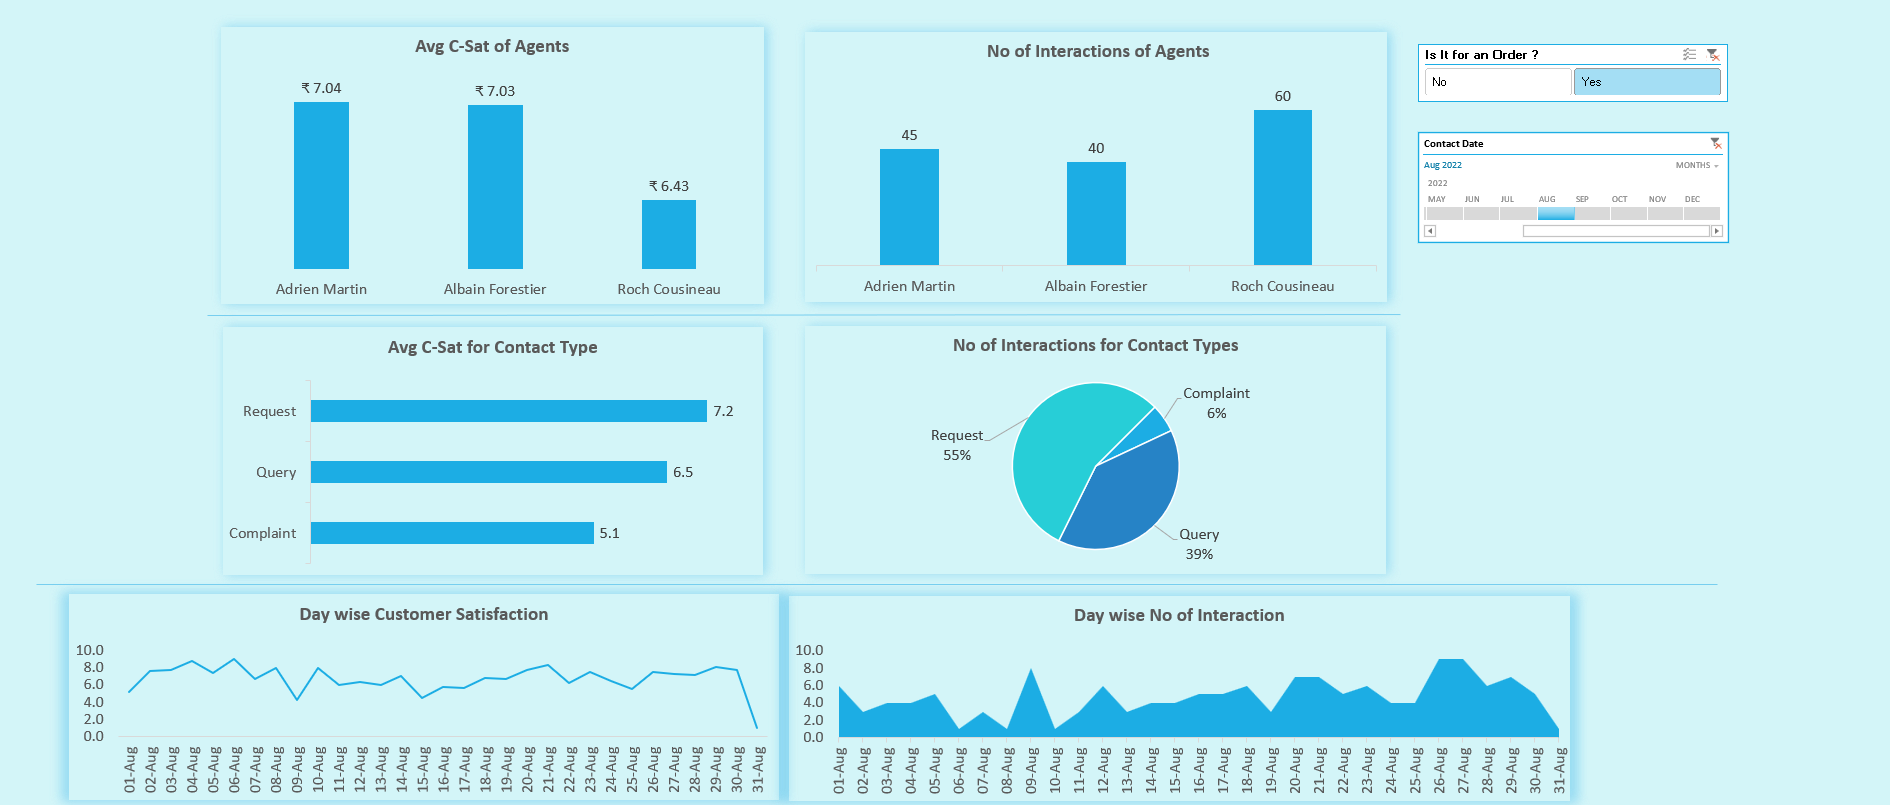 Avg C-Sat of Agents
₹ 7.04
₹ 7.03
₹ 6.43
Adrien Martin
Albain Forestier
Roch Cousineau
No of Interactions of Agents
45
40
60
Adrien Martin
Albain Forestier
Roch Cousineau
Is It for an Order ?
No
Yes
Contact Date
Aug 2022
MONTHS
2022
MAY JUN JUL AUG SEP OCT NOV DEC
Avg C-Sat for Contact Type
Request 7.2
Query 6.5
Complaint 5.1
No of Interactions for Contact Types
Complaint
6%
Request
55%
Query
39%
Day wise Customer Satisfaction
10.0
8.0
6.0
4.0
2.0
0.0
01-Aug
02-Aug
03-Aug
04-Aug
05-Aug
06-Aug
07-Aug
08-Aug
09-Aug
10-Aug
11-Aug
12-Aug
13-Aug
14-Aug
15-Aug
16-Aug
17-Aug
18-Aug
19-Aug
20-Aug
21-Aug
22-Aug
23-Aug
24-Aug
25-Aug
26-Aug
27-Aug
28-Aug
29-Aug
30-Aug
31-Aug
Day wise No of Interaction
10.0
8.0
6.0
4.0
2.0
0.0
01-Aug
02-Aug
03-Aug
04-Aug
05-Aug
06-Aug
07-Aug
08-Aug
09-Aug
10-Aug
11-Aug
12-Aug
13-Aug
14-Aug
15-Aug
16-Aug
17-Aug
18-Aug
19-Aug
20-Aug
21-Aug
22-Aug
23-Aug
24-Aug
25-Aug
26-Aug
27-Aug
28-Aug
29-Aug
30-Aug
31-Aug